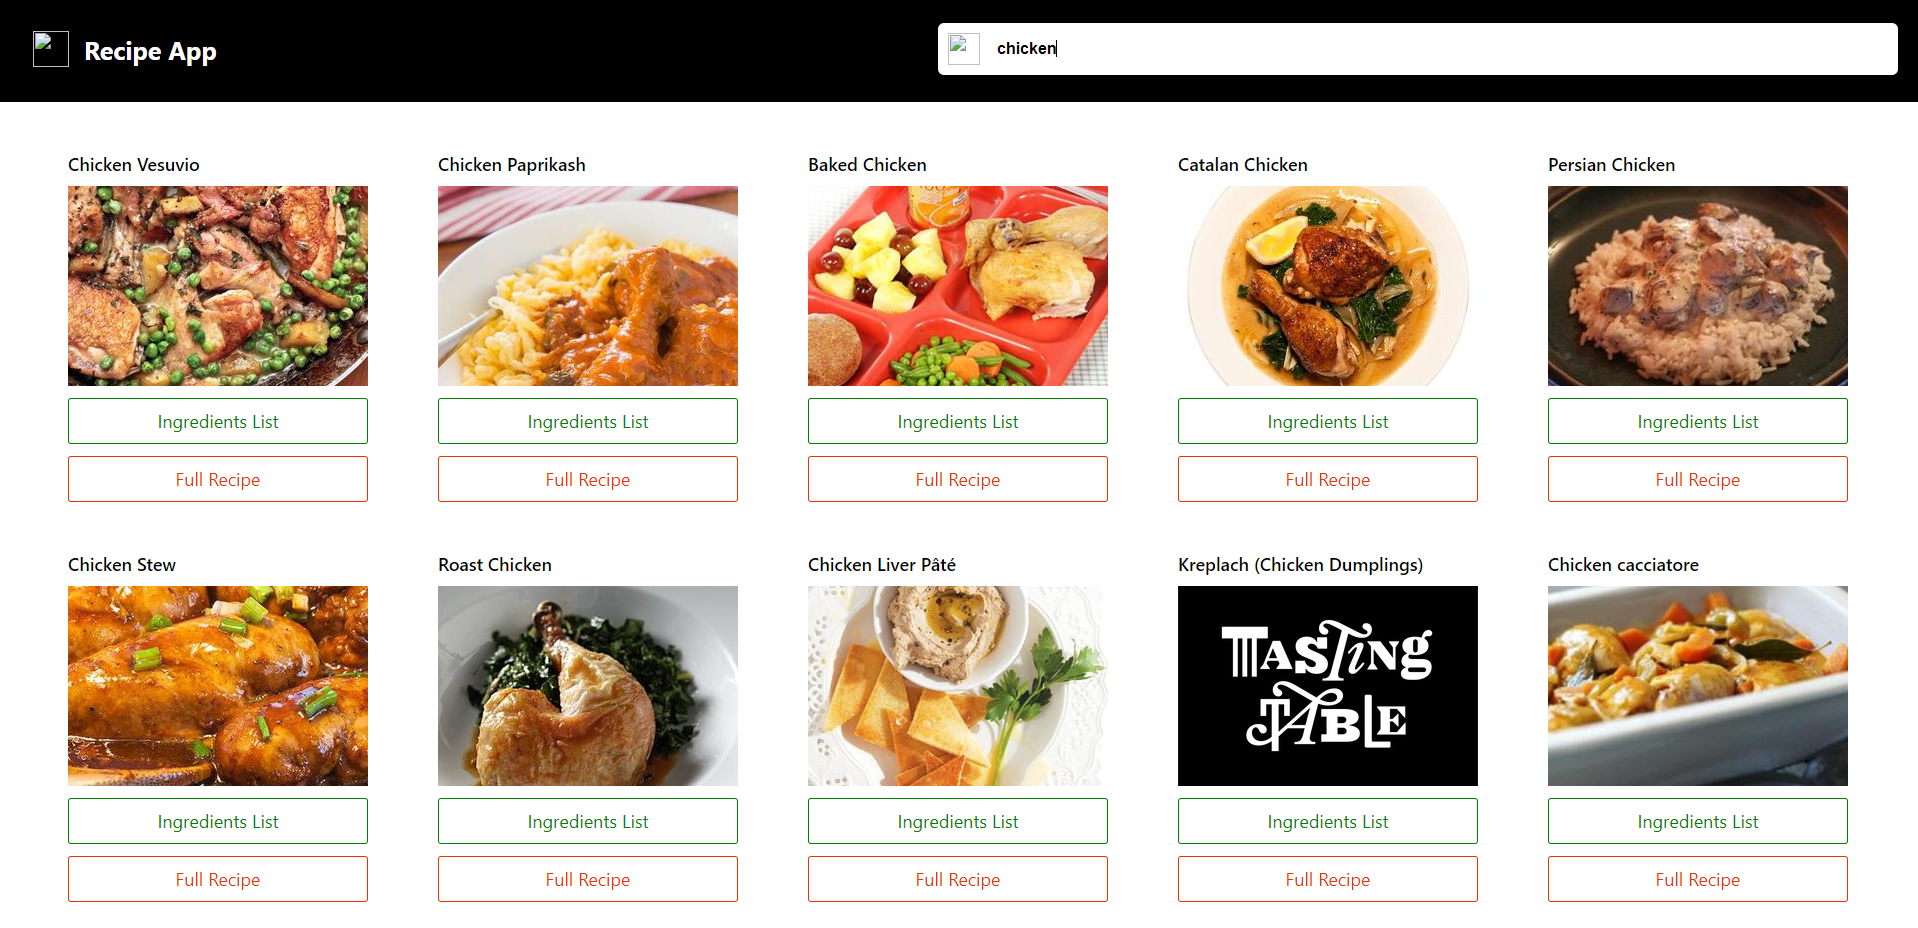 Recipe App
chicken
Chicken Vesuvio
Chicken Paprikash
Baked Chicken
Catalan Chicken
Persian Chicken
Ingredients List
Ingredients List
Ingredients List
Ingredients List
Ingredients List
Full Recipe
Full Recipe
Full Recipe
Full Recipe
Full Recipe
Chicken Stew
Roast Chicken
Chicken Liver Pâté
Kreplach (Chicken Dumplings)
Chicken cacciatore
TASTiNg
TABLE
Ingredients List
Ingredients List
Ingredients List
Ingredients List
Ingredients List
Full Recipe
Full Recipe
Full Recipe
Full Recipe
Full Recipe